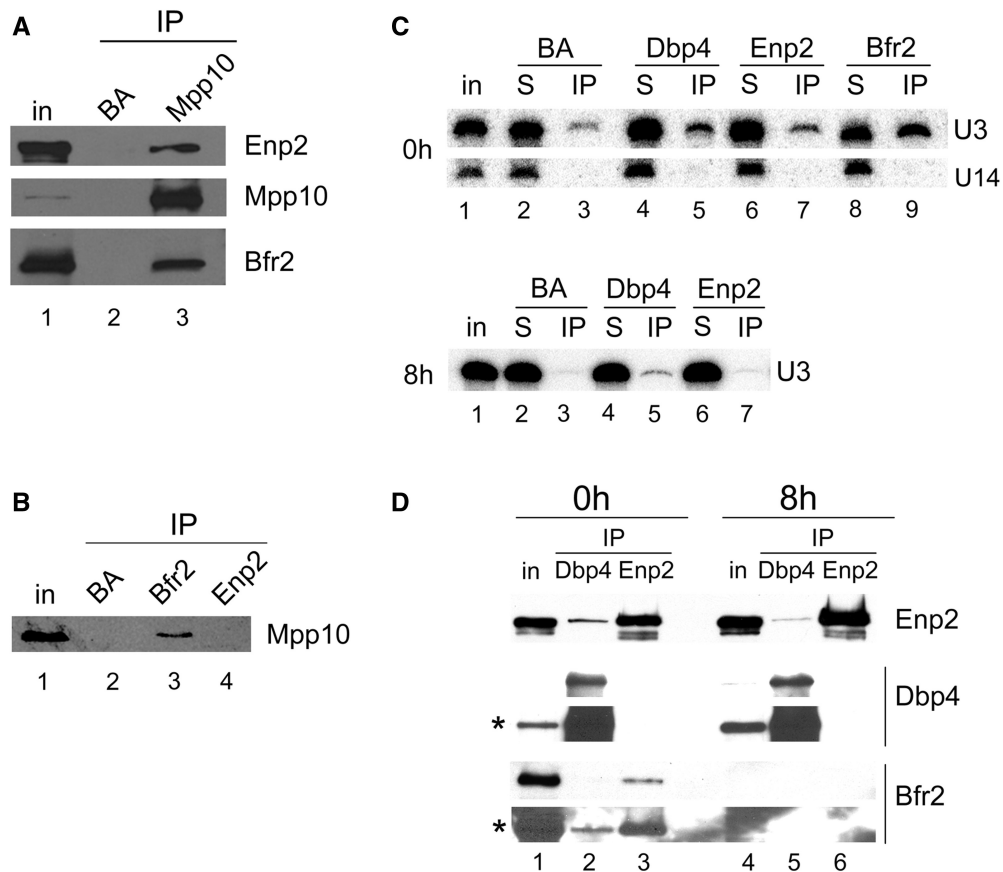 A
IP
in BA Mpp10
Enp2
Mpp10
Bfr2
1 2 3
B
IP
in BA Bfr2 Enp2
Mpp10
1 2 3 4
C
BA Dbp4 Enp2 Bfr2
in S IP S IP S IP S IP
0h
U3
U14
1 2 3 4 5 6 7 8 9
BA Dbp4 Enp2
in S IP S IP S IP
8h U3
1 2 3 4 5 6 7
D
0h 8h
IP IP
in Dbp4 Enp2 in Dbp4 Enp2
Enp2
Dbp4
*
Bfr2
*
1 2 3 4 5 6